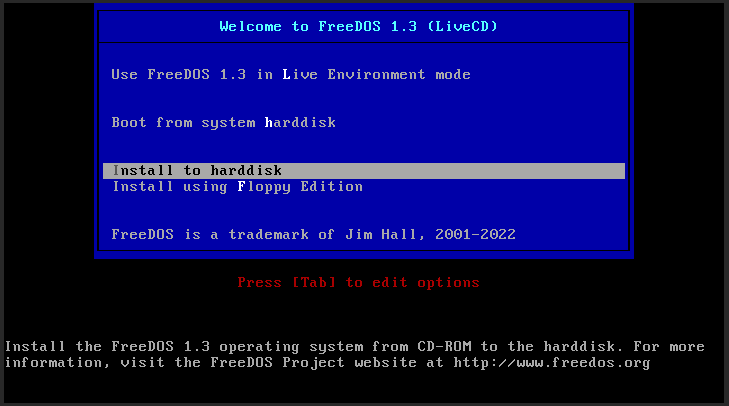 Welcome to FreeDOS 1.3 (LiveCD)
Use FreeDOS 1.3 in Live Environment mode
Boot from system harddisk
Install to harddisk
Install using Floppy Edition
FreeDOS is a trademark of Jim Hall, 2001-2022
Press [Tab] to edit options
Install the FreeDOS 1.3 operating system from CD-ROM to the harddisk. For more
information, visit the FreeDOS Project website at http://www.freedos.org